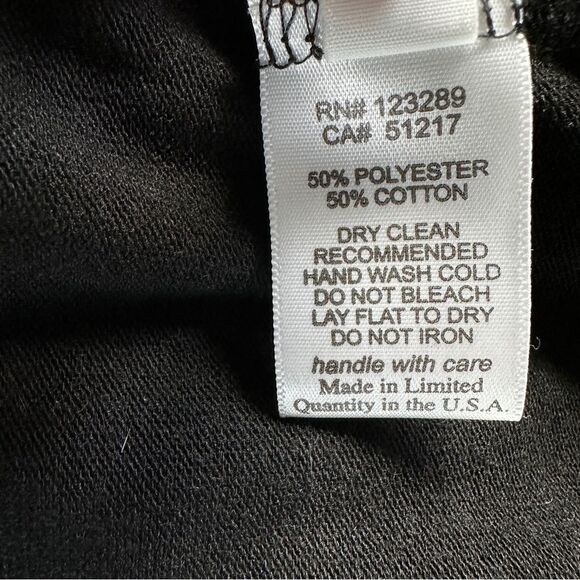 RN# 123289
CA# 51217
50% POLYESTER
50% COTTON
DRY CLEAN
RECOMMENDED
HAND WASH COLD
DO NOT BLEACH
LAY FLAT TO DRY
DO NOT IRON
handle with care
Made in Limited
Quantity in the U.S.A.